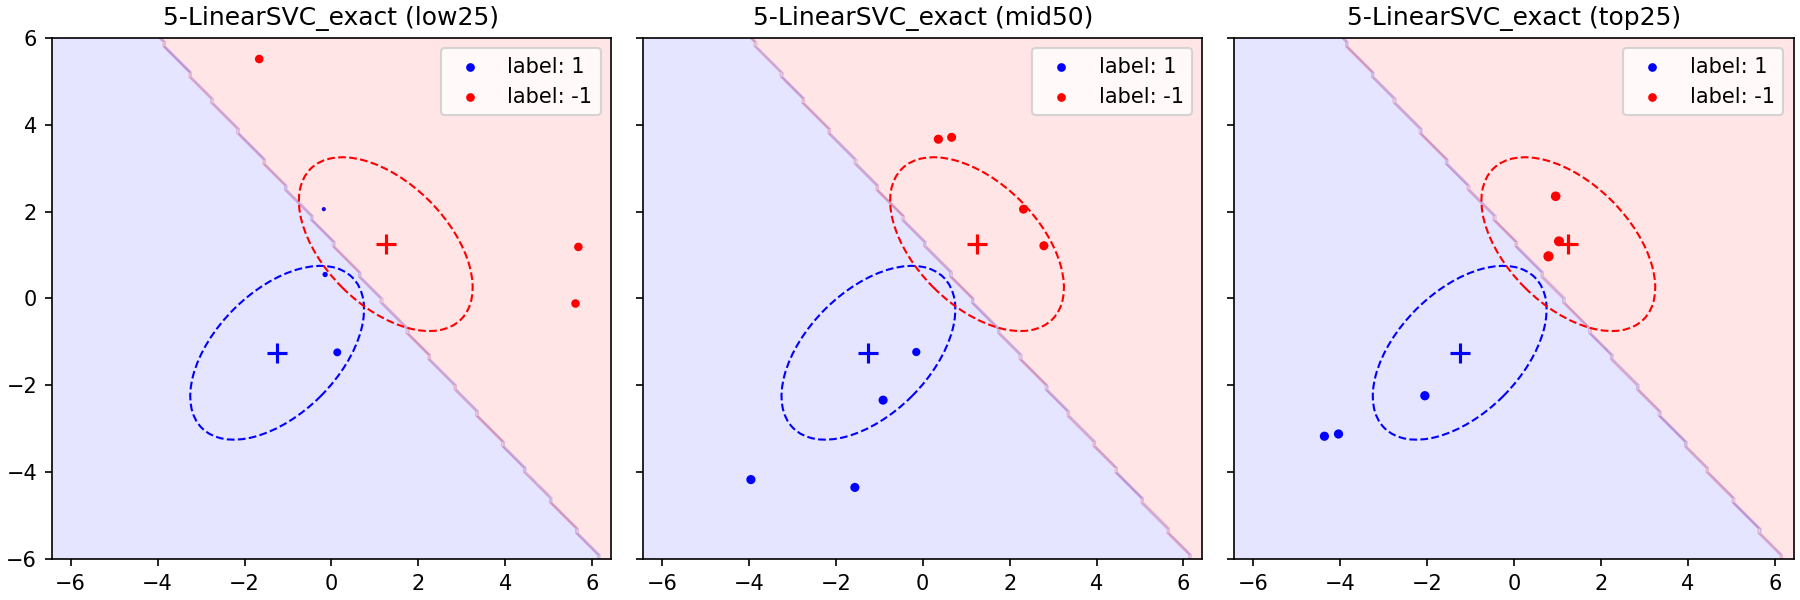 5-LinearSVC_exact (low25)
5-LinearSVC_exact (mid50)
5-LinearSVC_exact (top25)
label: 1
label: -1
label: 1
label: -1
label: 1
label: -1
6
4
2
0
−2
−4
−6
−6 −4 −2 0 2 4 6
−6 −4 −2 0 2 4 6
−6 −4 −2 0 2 4 6